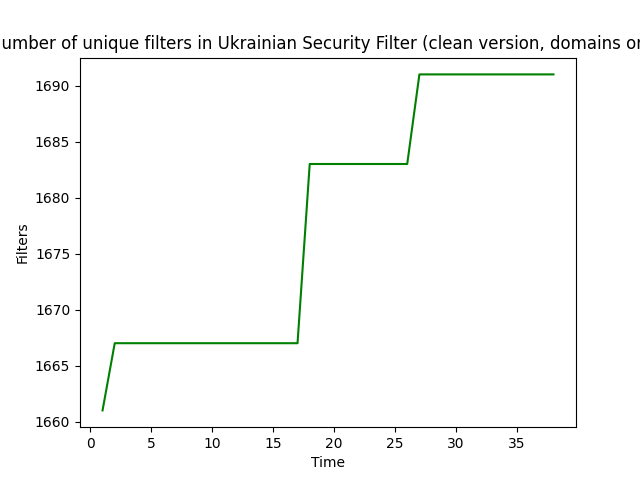 umber of unique filters in Ukrainian Security Filter (clean version, domains or
1690
1685
1680
1675
1670
1665
1660
Filters
0 5 10 15 20 25 30 35
Time